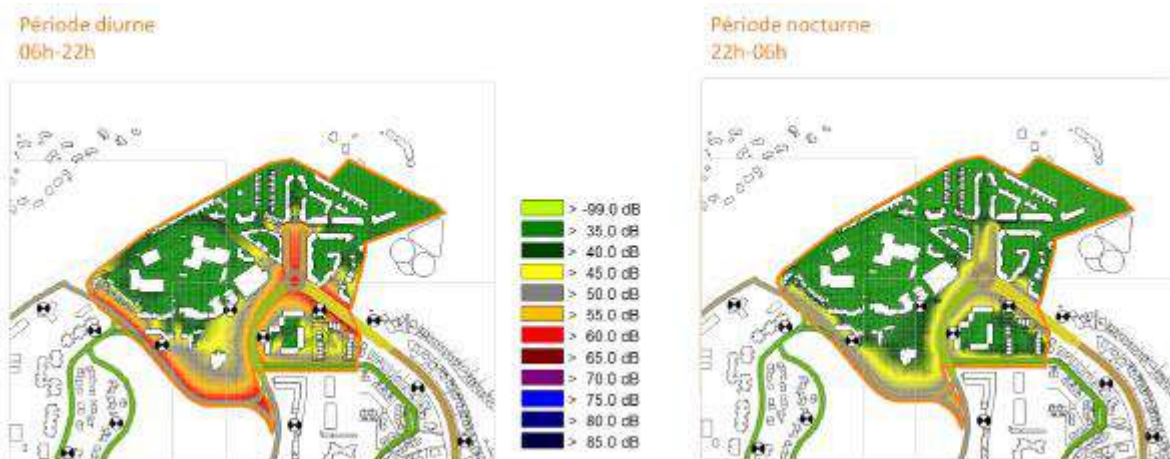 Période diurne
06h-22h
Période nocturne
22h-06h
> -99.0 dB
> 35.0 dB
> 40.0 dB
> 45.0 dB
> 50.0 dB
> 55.0 dB
> 60.0 dB
> 65.0 dB
> 70.0 dB
> 75.0 dB
> 80.0 dB
> 85.0 dB